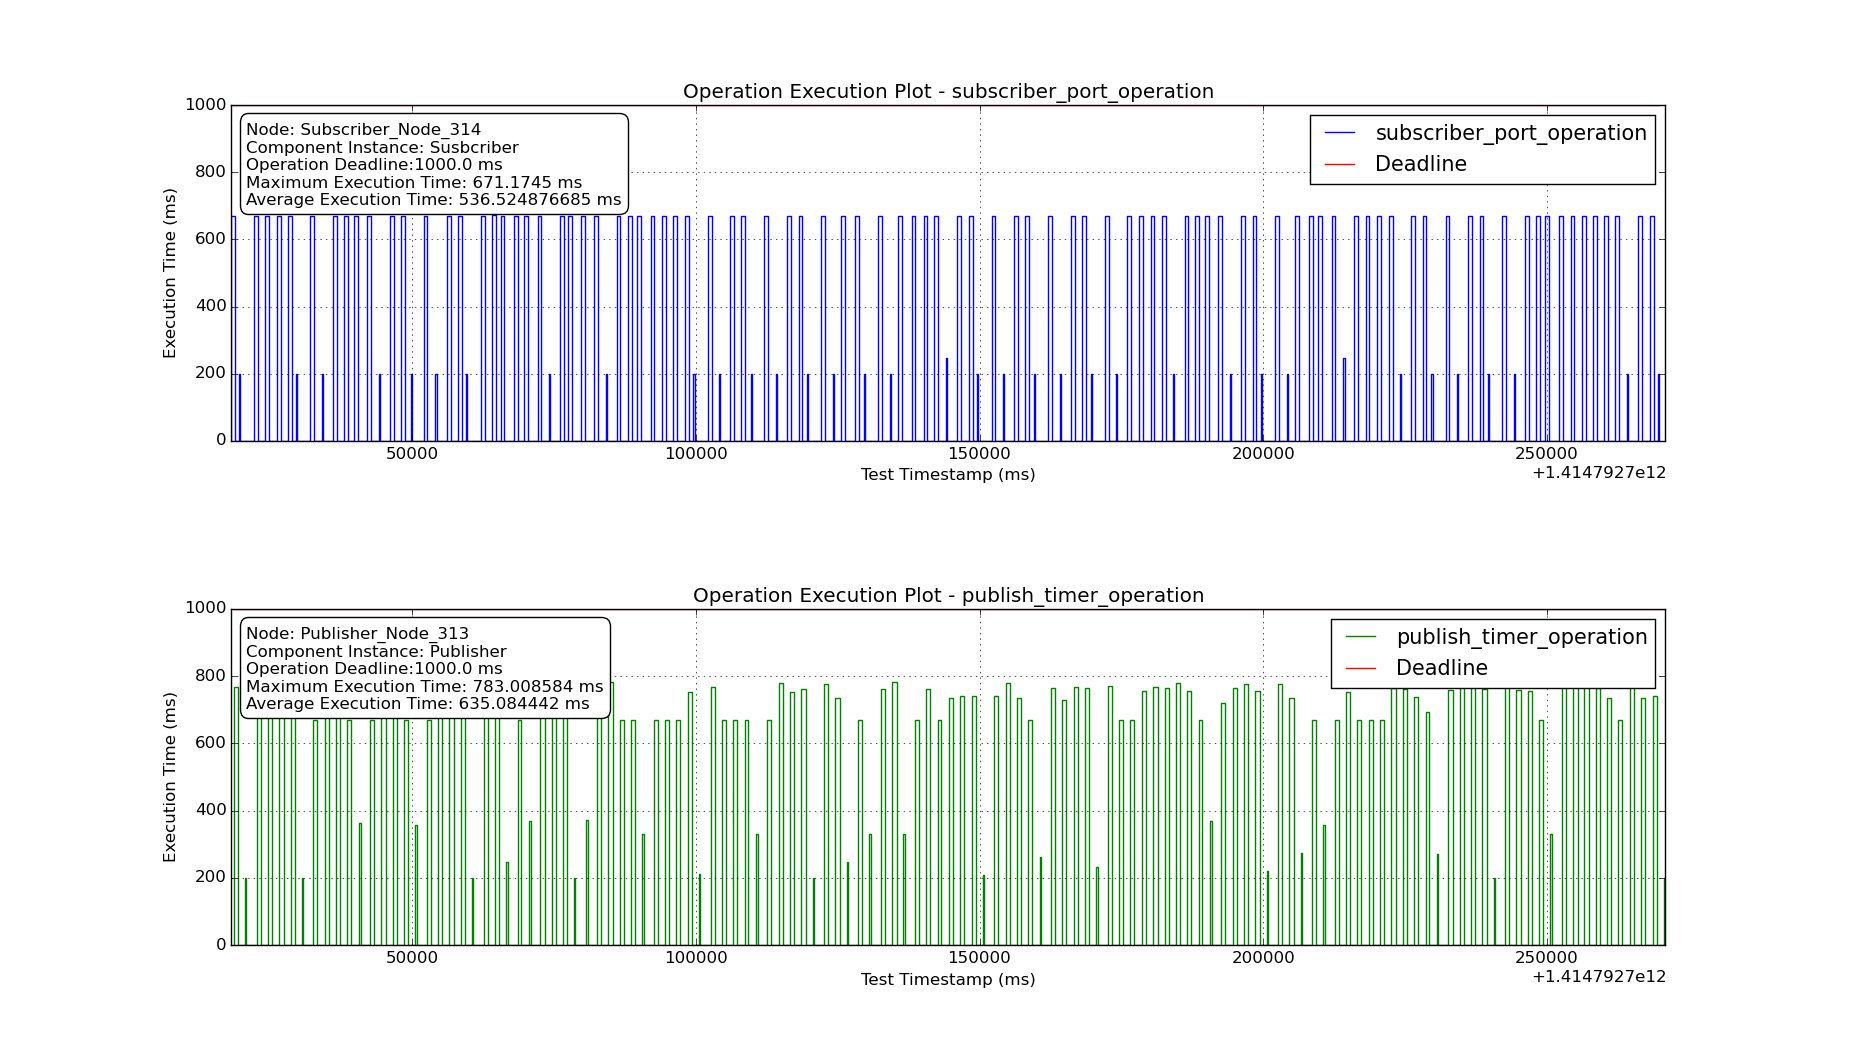 Operation Execution Plot - subscriber_port_operation
1000
800
600
400
200
0
Execution Time (ms)
Node: Subscriber_Node_314
Component Instance: Susbcriber
Operation Deadline:1000.0 ms
Maximum Execution Time: 671.1745 ms
Average Execution Time: 536.524876685 ms
subscriber_port_operation
Deadline
50000 100000 150000 200000 250000
Test Timestamp (ms)
+1.4147927e12
Operation Execution Plot - publish_timer_operation
1000
800
600
400
200
0
Execution Time (ms)
Node: Publisher_Node_313
Component Instance: Publisher
Operation Deadline:1000.0 ms
Maximum Execution Time: 783.008584 ms
Average Execution Time: 635.084442 ms
publish_timer_operation
Deadline
50000 100000 150000 200000 250000
Test Timestamp (ms)
+1.4147927e12